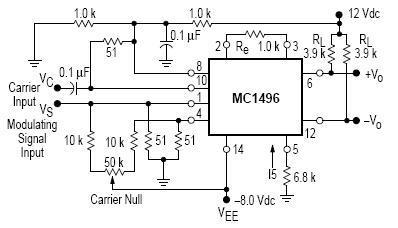 1.0 k
1.0 k
12 Vdc
0.1 µF
51
2
Re
1.0 k
3
RL
3.9 k
RL
3.9 k
VC
0.1 µF
Carrier
Input
8
10
MC1496
6
+Vo
VS
Modulating
Signal
Input
1
4
12
–Vo
10 k
10 k
51
51
50 k
14
I5
5
6.8 k
Carrier Null
–8.0 Vdc
VEE